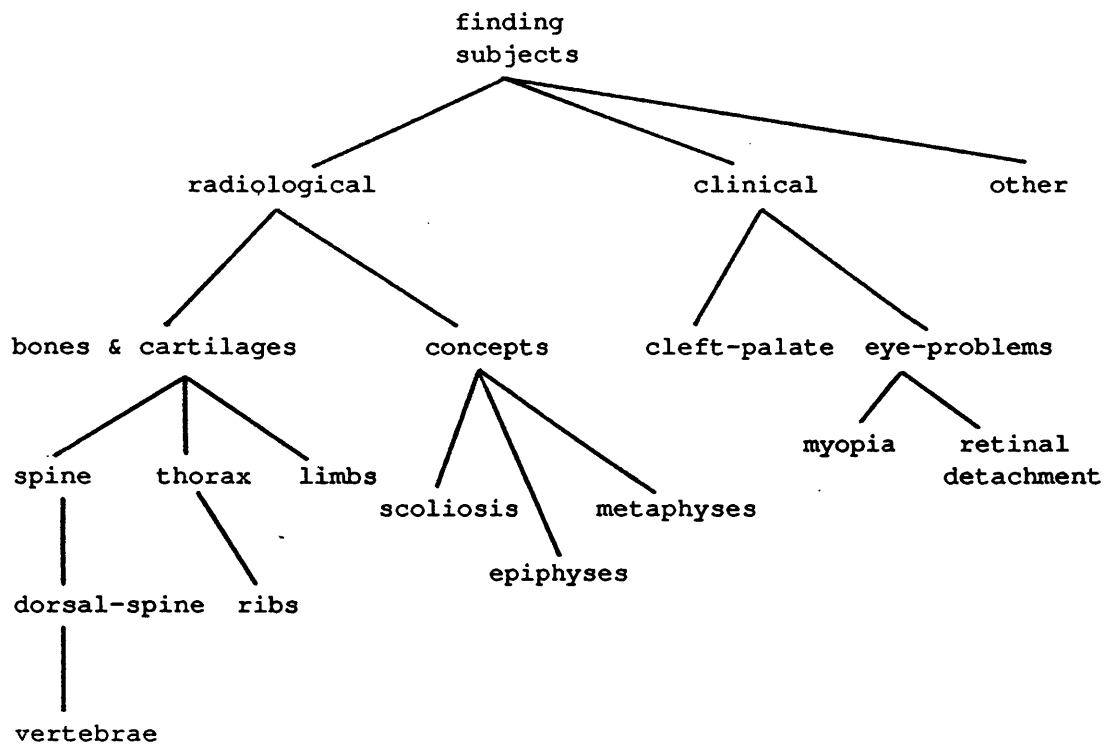 finding
subjects
radiological clinical other
bones & cartilages concepts cleft-palate eye-problems
myopia retinal
detachment
spine thorax limbs
scoliosis metaphyses
epiphyses
dorsal-spine ribs
vertebrae